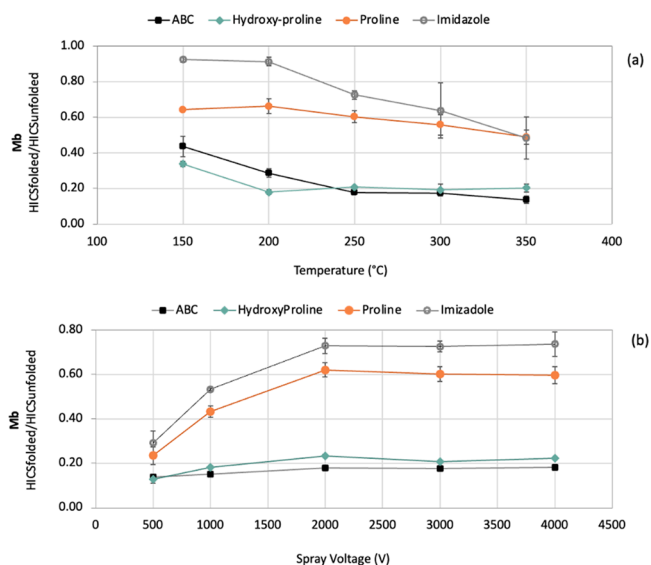 ABC Hydroxy-proline Proline Imidazole
(a)
Mb
HICSfolded/HICSunfolded
1.00
0.80
0.60
0.40
0.20
0.00
100 150 200 250 300 350 400
Temperature (°C)
ABC HydroxyProline Proline Imizadole
(b)
Mb
HICSfolded/HICSunfolded
0.80
0.60
0.40
0.20
0.00
0 500 1000 1500 2000 2500 3000 3500 4000 4500
Spray Voltage (V)